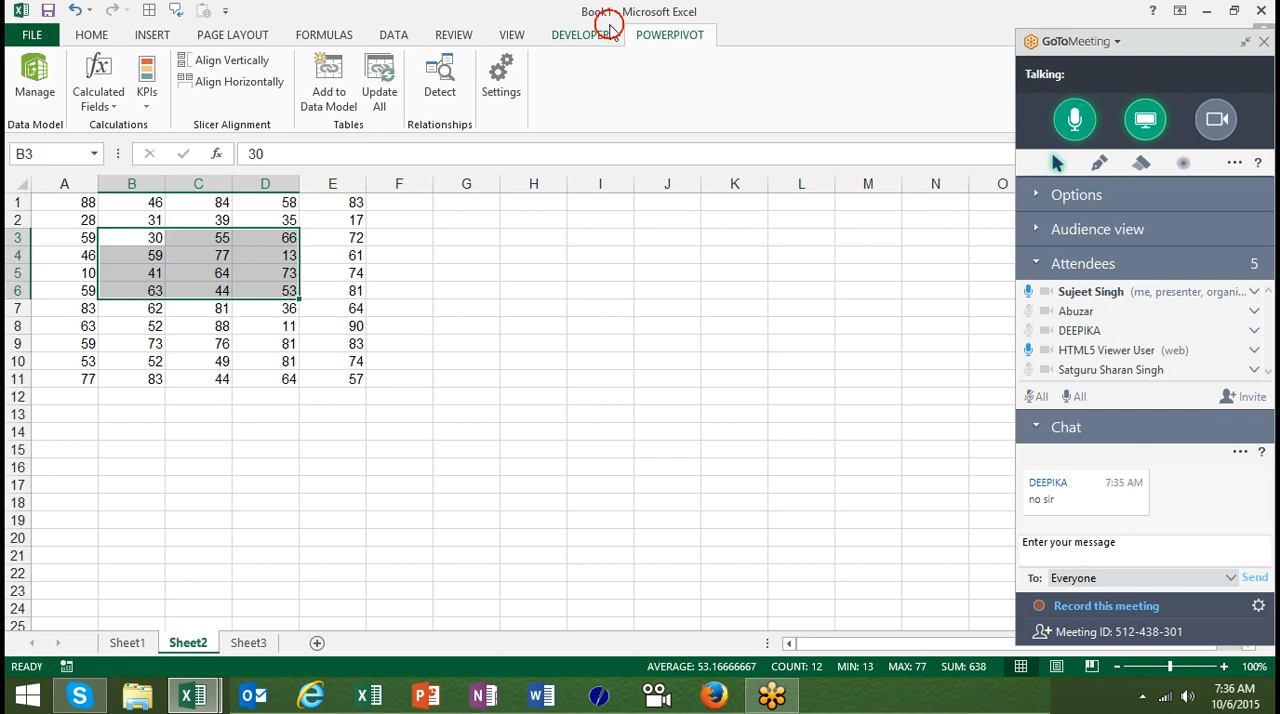 Book1 - Microsoft Excel
FILE HOME INSERT PAGE LAYOUT FORMULAS DATA REVIEW VIEW DEVELOPER POWERPIVOT
Manage
Data Model
Calculated Fields
KPIs
Calculations
Align Vertically
Align Horizontally
Slicer Alignment
Add to Data Model
Update All
Tables
Detect
Relationships
Settings
B3 fx 30
A B C D E F G H I J K L M N O
1 88 46 84 58 83
2 28 31 39 35 17
3 59 30 55 66 72
4 46 59 77 13 61
5 10 41 64 73 74
6 59 63 44 53 81
7 83 62 81 36 64
8 63 52 88 11 90
9 59 73 76 81 83
10 53 52 49 81 74
11 77 83 44 64 57
12
13
14
15
16
17
18
19
20
21
22
23
24
25
Sheet1 Sheet2 Sheet3
READY AVERAGE: 53.16666667 COUNT: 12 MIN: 13 MAX: 77 SUM: 638 100%
GoToMeeting
Talking:
Options
Audience view
Attendees 5
Sujeet Singh (me, presenter, organi...
Abuzar
DEEPIKA
HTML5 Viewer User (web)
Satguru Sharan Singh
All All Invite
Chat
DEEPIKA 7:35 AM
no sir
Enter your message
To: Everyone Send
Record this meeting
Meeting ID: 512-438-301
7:36 AM
10/6/2015